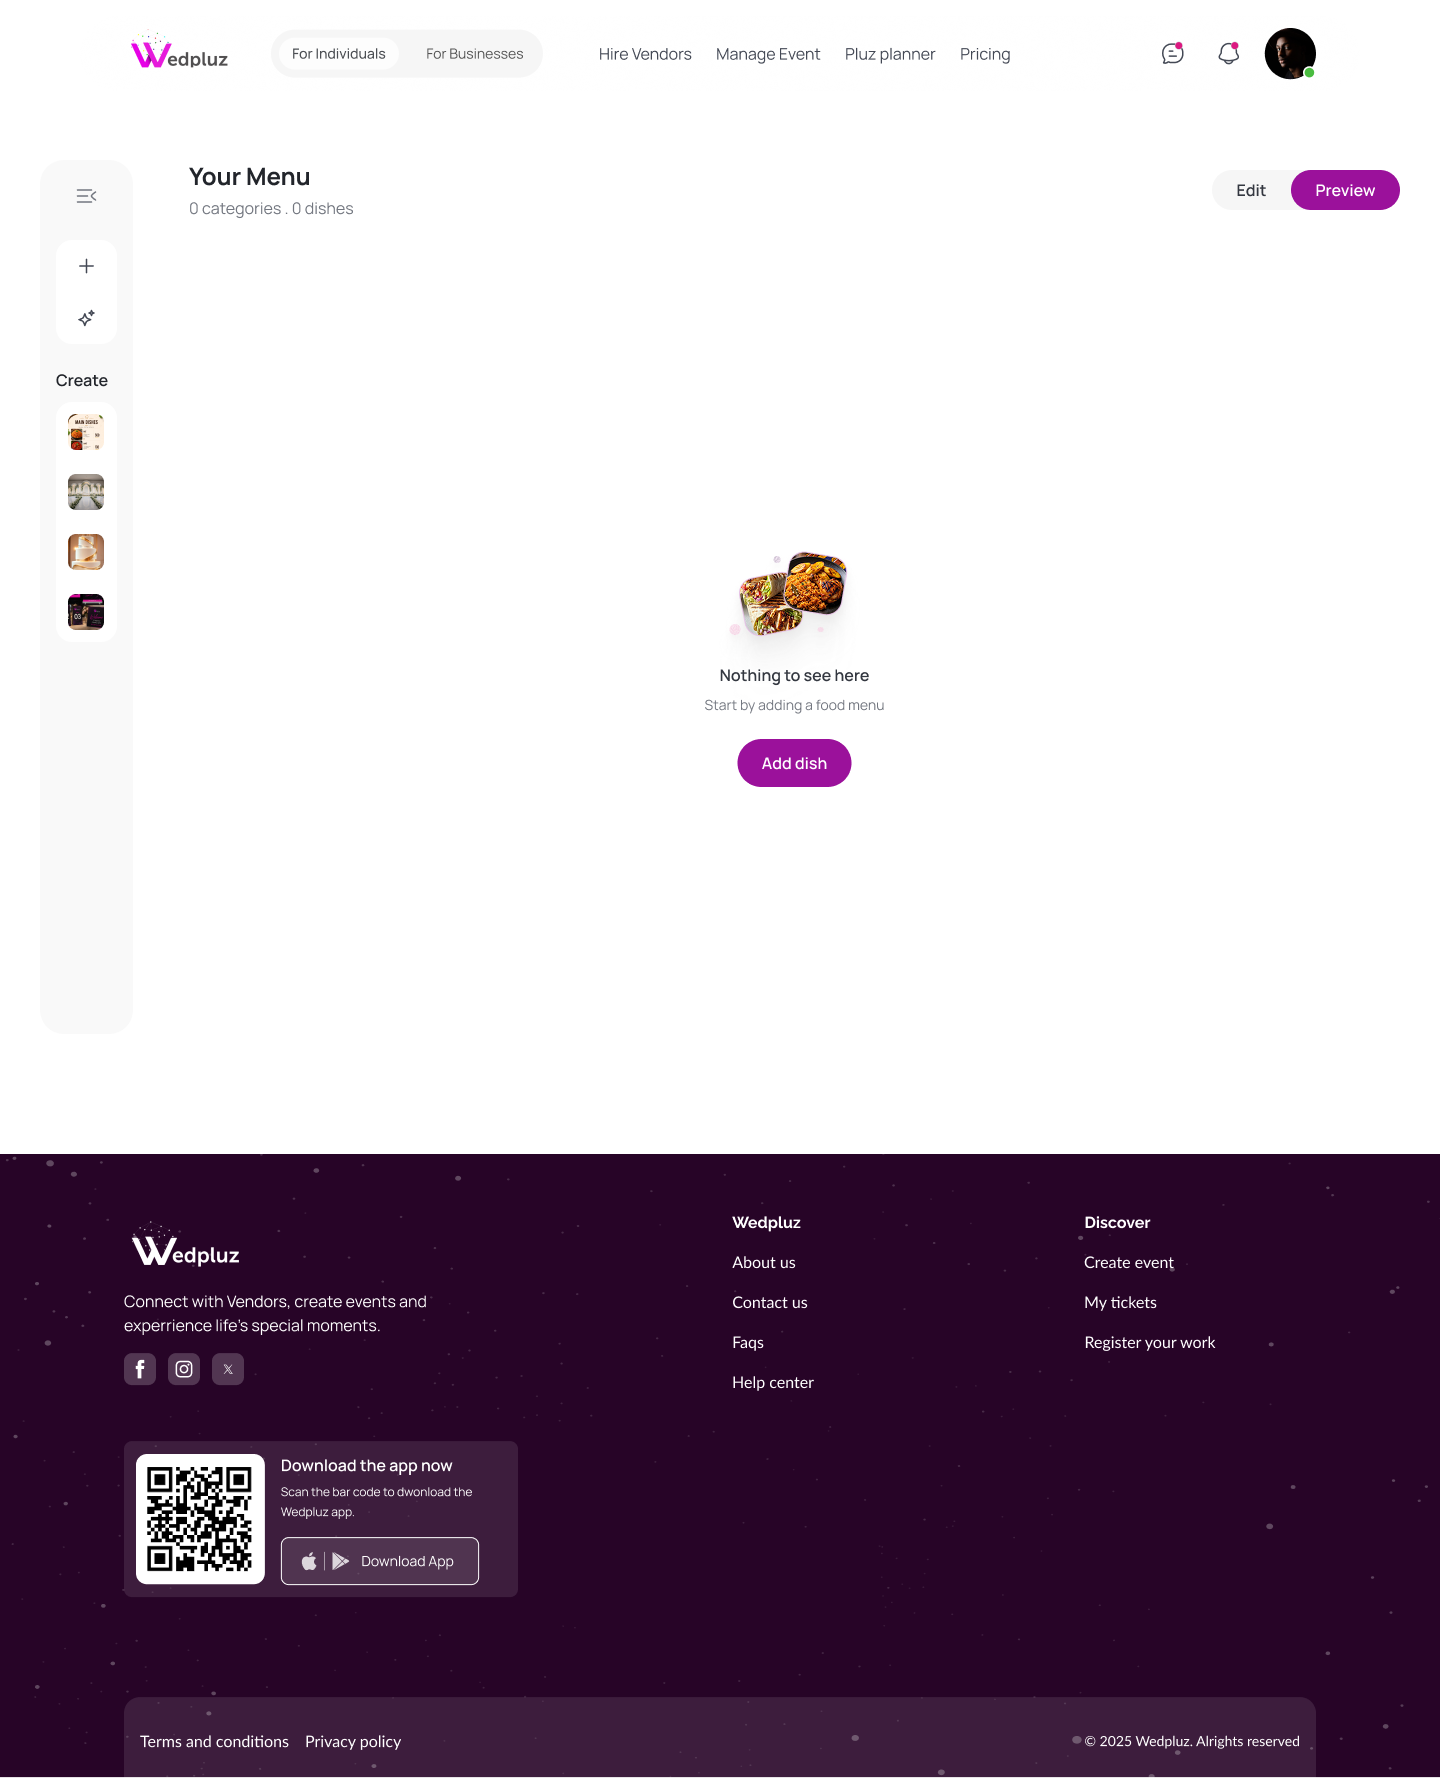 Wedpluz
For Individuals
For Businesses
Hire Vendors
Manage Event
Pluz planner
Pricing
Your Menu
0 categories . 0 dishes
Edit
Preview
Create
MAIN DISHES
03
Nothing to see here
Start by adding a food menu
Add dish
Wedpluz
Connect with Vendors, create events and
experrience life's special moments.
Wedpluz
About us
Contact us
Faqs
Help center
Discover
Create event
My tickets
Register your work
Download the app now
Scan the bar code to dwonload the
Wedpluz app.
Download App
Terms and conditions
Privacy policy
© 2025 Wedpluz. Alrights reserved